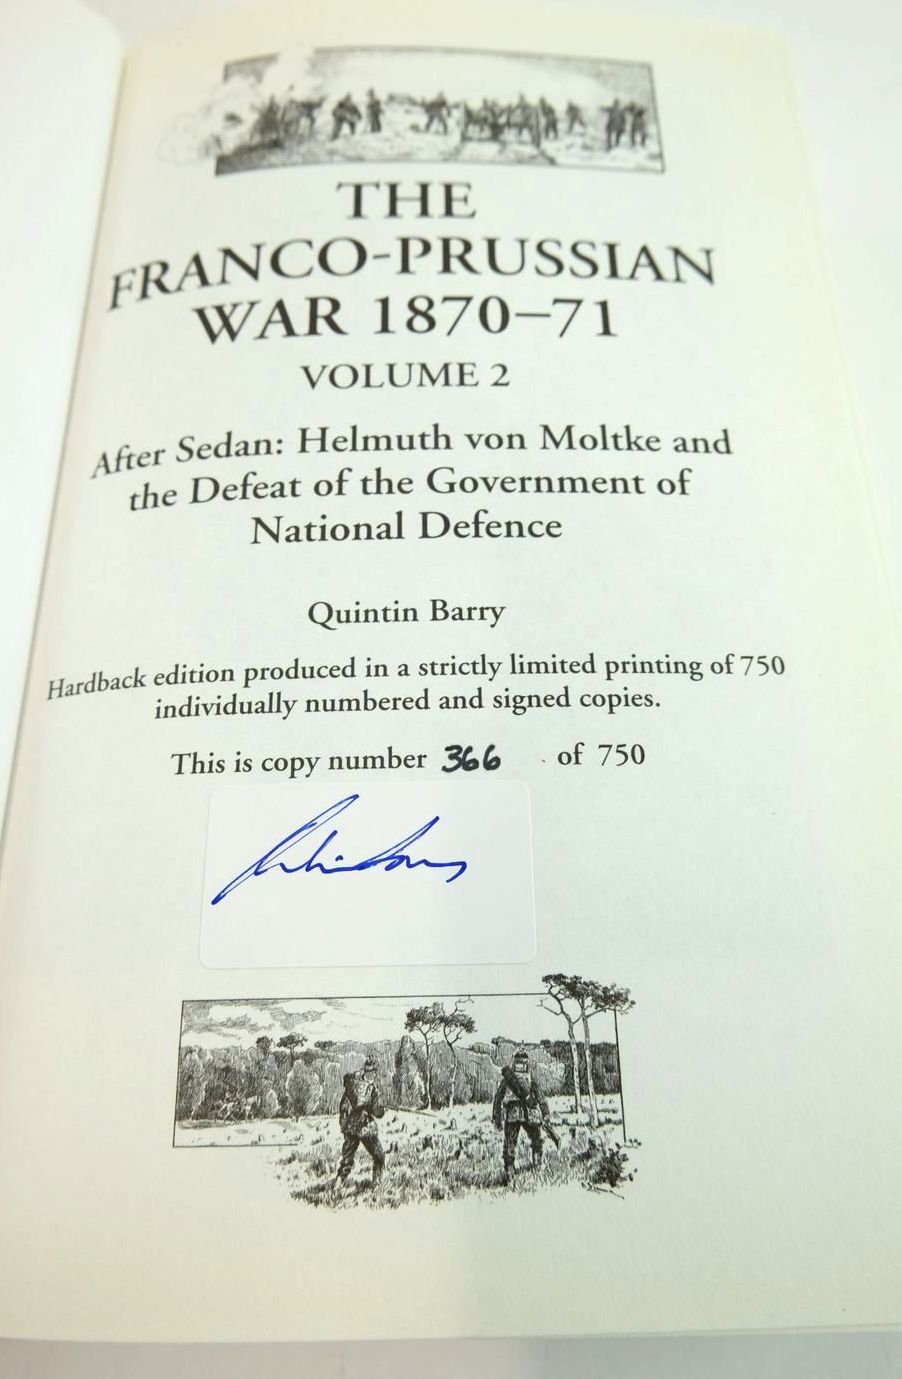 THE
FRANCO-PRUSSIAN
WAR 1870–71
VOLUME 2
After Sedan: Helmuth von Moltke and
the Defeat of the Government of
National Defence
Quintin Barry
Hardback edition produced in a strictly limited printing of 750
individually numbered and signed copies.
This is copy number 366 of 750